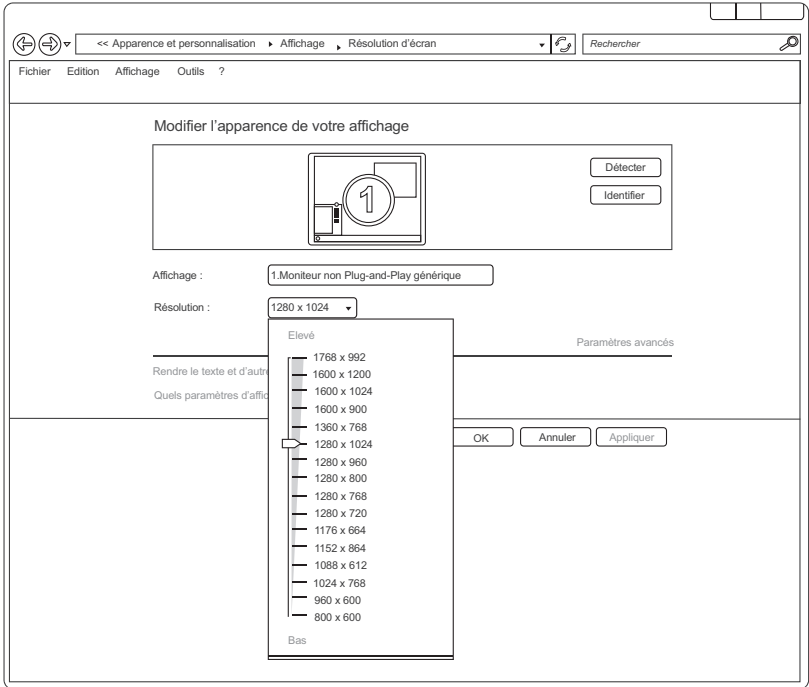 << Apparence et personnalisation Affichage Résolution d'écran Rechercher
Fichier Edition Affichage Outils ?
Modifier l'apparence de votre affichage
1
Détecter
Identifier
Affichage : 1.Moniteur non Plug-and-Play générique
Résolution : 1280 x 1024
Elevé
Paramètres avancés
1768 x 992
Rendre le texte et d'autre
1600 x 1200
Quels paramètres d'affic
1600 x 1024
1600 x 900
1360 x 768
1280 x 1024
OK Annuler Appliquer
1280 x 960
1280 x 800
1280 x 768
1280 x 720
1176 x 664
1152 x 864
1088 x 612
1024 x 768
960 x 600
800 x 600
Bas